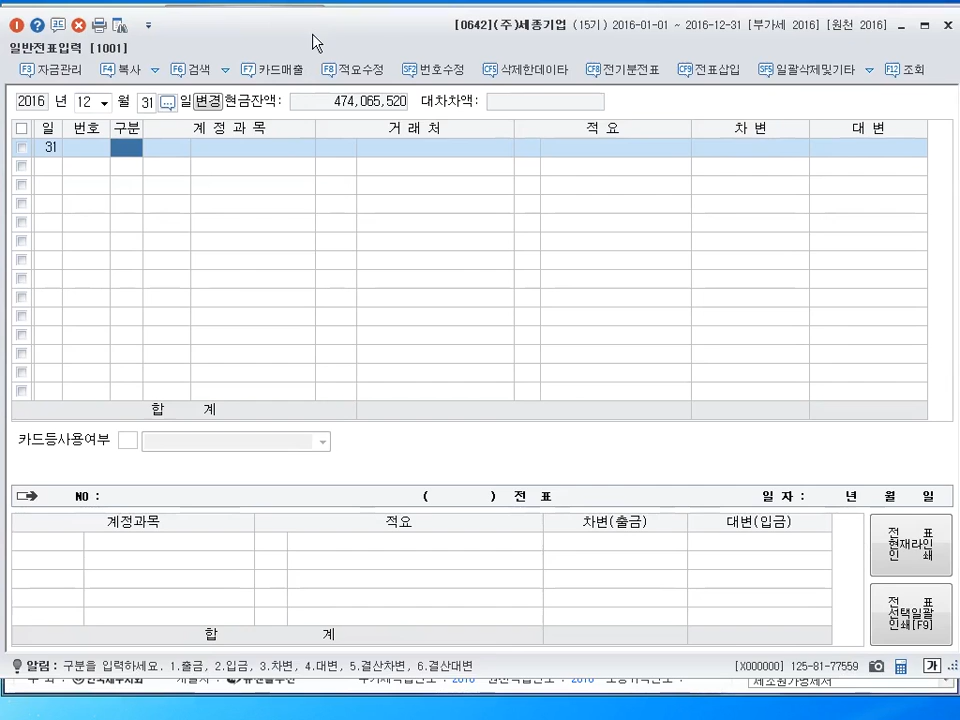 [0642](주)세종기업 (15기) 2016-01-01 ~ 2016-12-31 [부가세 2016] [원천 2016]
일반전표입력 [1001]
F3 자금관리 F4 복사 F6 검색 F7 카드매출 F8 적요수정 SF2 번호수정 CF5 삭제한데이타 CF8 전기분전표 CF9 전표삽입 SF5 일괄삭제및기타 F12 조회
2016 년 12 월 31 일 변경 현금잔액: 474,065,520 대차차액:
일 번호 구분 계 정 과 목 거 래 처 적 요 차 변 대 변
31
합 계
카드등사용여부
NO : ( ) 전 표 일 자 : 년 월 일
계정과목 적요 차변(출금) 대변(입금)
전 표
현재라인
인 쇄
전 표
선택일괄
인쇄[F9]
합 계
알림 : 구분을 입력하세요. 1.출금, 2.입금, 3.차변, 4.대변, 5.결산차변, 6.결산대변 [X000000] 125-81-77559 가